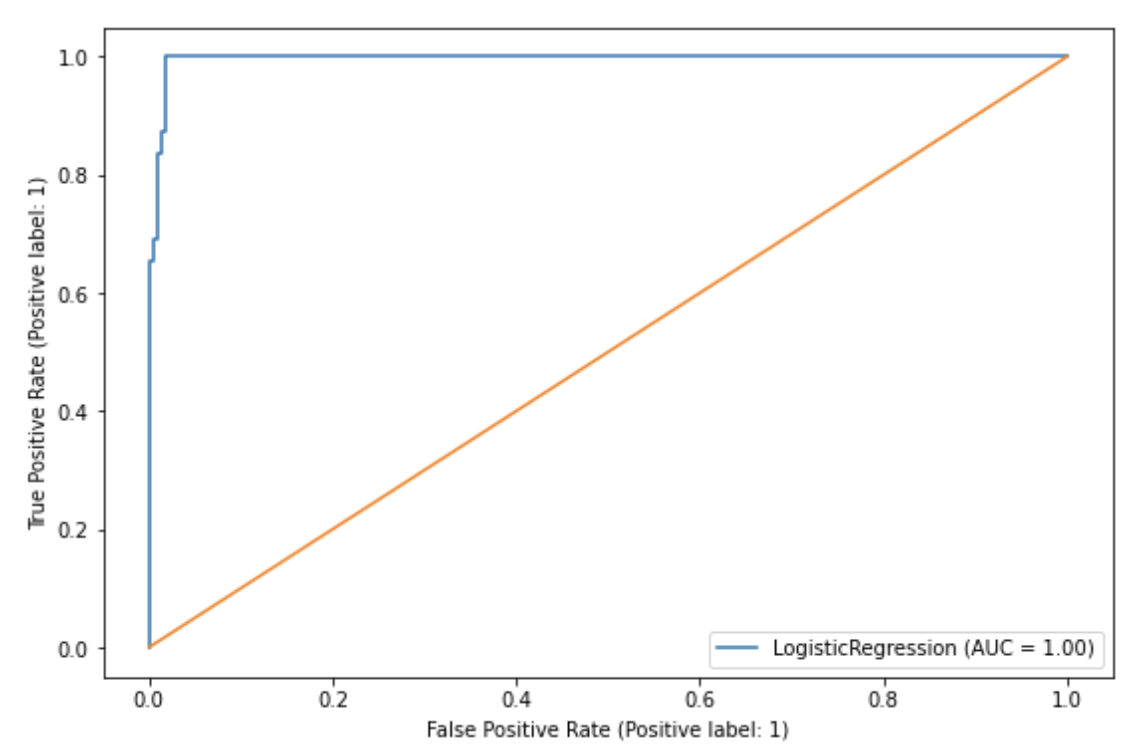 1.0
0.8
0.6
0.4
0.2
0.0
True Positive Rate (Positive label: 1)
LogisticRegression (AUC = 1.00)
0.0 0.2 0.4 0.6 0.8 1.0
False Positive Rate (Positive label: 1)